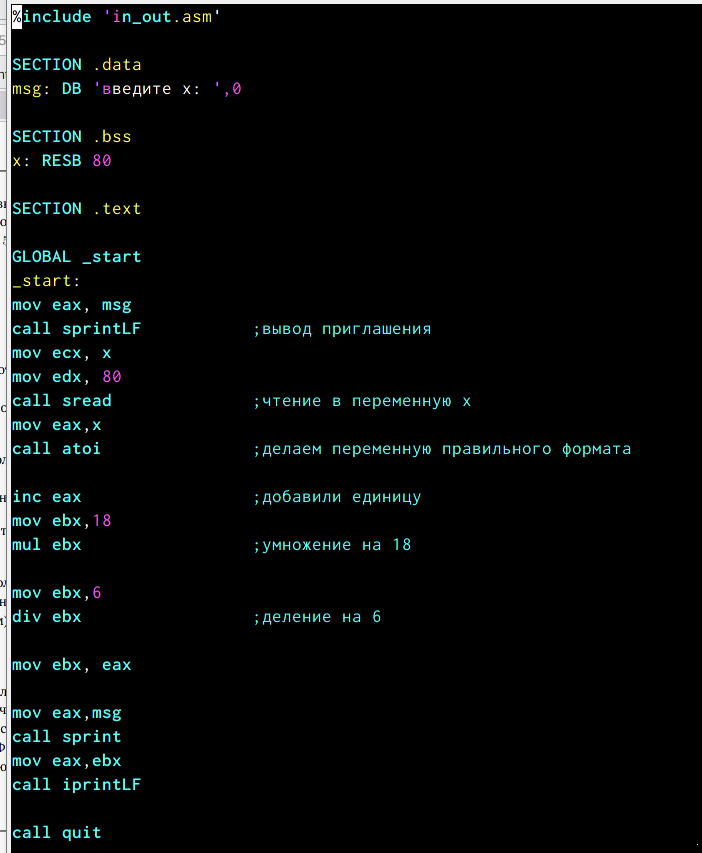 %include 'in_out.asm'
SECTION .data
msg: DB 'введите x: ',0
SECTION .bss
x: RESB 80
SECTION .text
GLOBAL _start
_start:
mov eax, msg
call sprintLF ;вывод приглашения
mov ecx, x
mov edx, 80
call sread ;чтение в переменную x
mov eax,x
call atoi ;делаем переменную правильного формата
inc eax ;добавили единицу
mov ebx,18
mul ebx ;умножение на 18
mov ebx,6
div ebx ;деление на 6
mov ebx, eax
mov eax,msg
call sprint
mov eax,ebx
call iprintLF
call quit